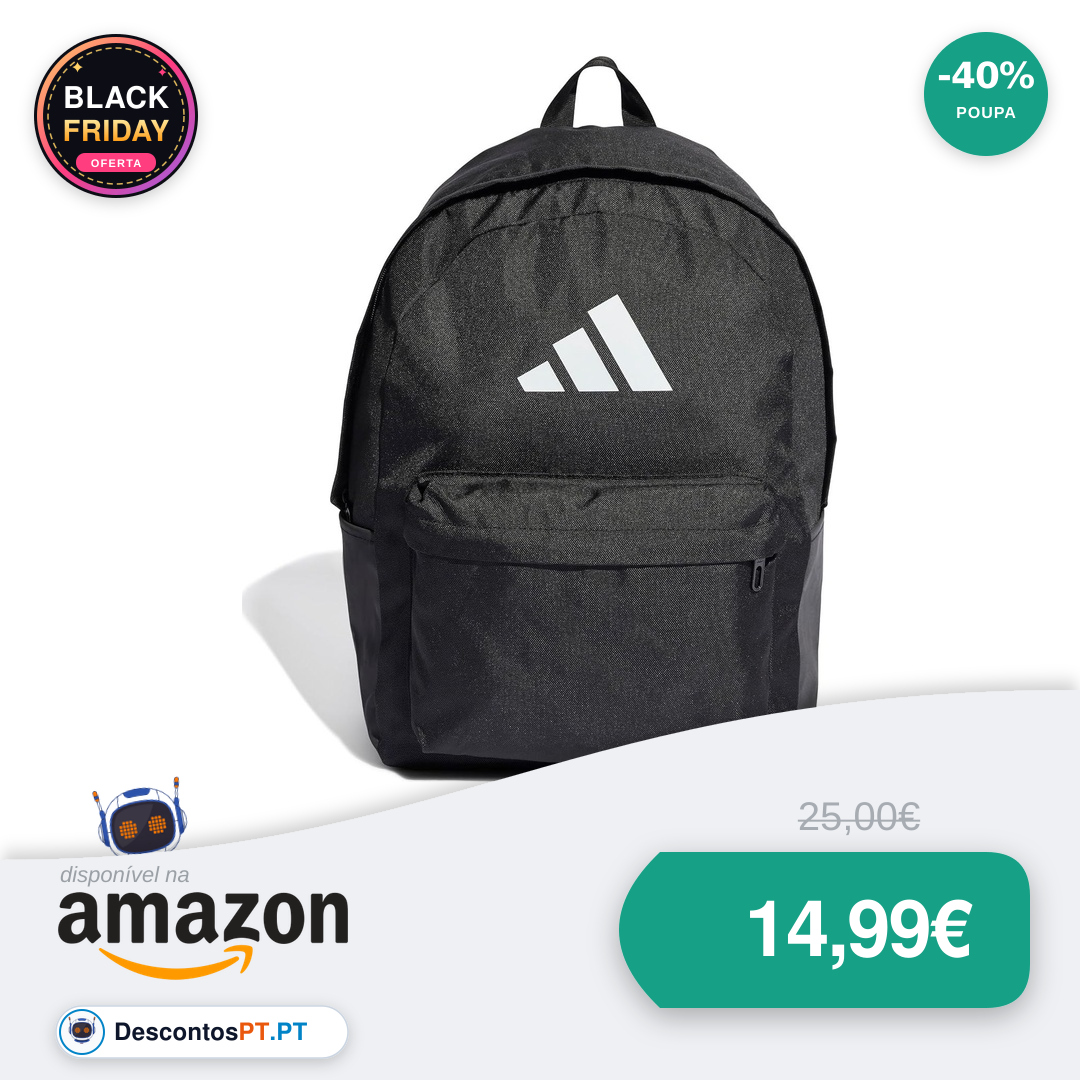 BLACK
FRIDAY
OFERTA
-40%
POUPA
25,00€
14,99€
disponível na
amazon
DescontosPT.PT